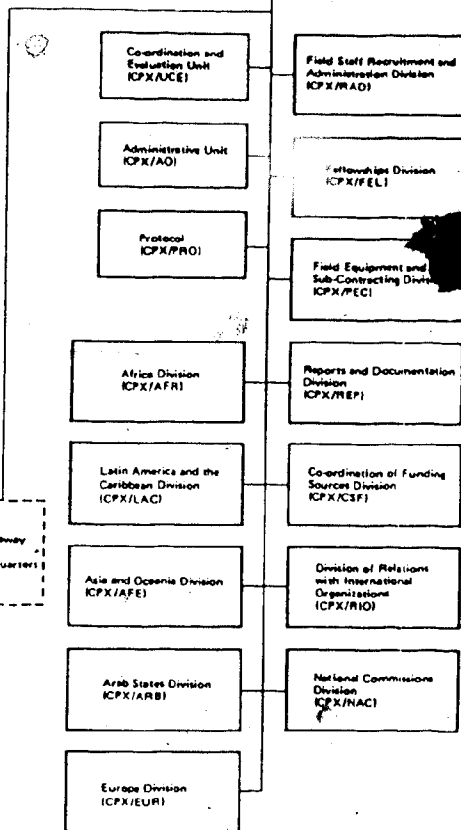 Co-ordination and
Evaluation Unit
(CPX/UCE)
Field Staff Recruitment and
Administration Division
(CPX/RAD)
Administrative Unit
(CPX/AO)
Fellowships Division
(CPX/FEL)
Protocol
(CPX/PRO)
Field Equipment and
Sub-Contracting
(CPX/FEC)
Africa Division
(CPX/AFR)
Reports and Documentation
Division
(CPX/REP)
Latin America and the
Caribbean Division
(CPX/LAC)
Co-ordination of Funding
Sources Division
(CPX/CSF)
Asia and Oceania Division
(CPX/AFE)
Division of Relations
with International
Organizations
(CPX/RIO)
Arab States Division
(CPX/ARB)
National Commissions
Division
(CPX/NAC)
Europe Division
(CPX/EUR)